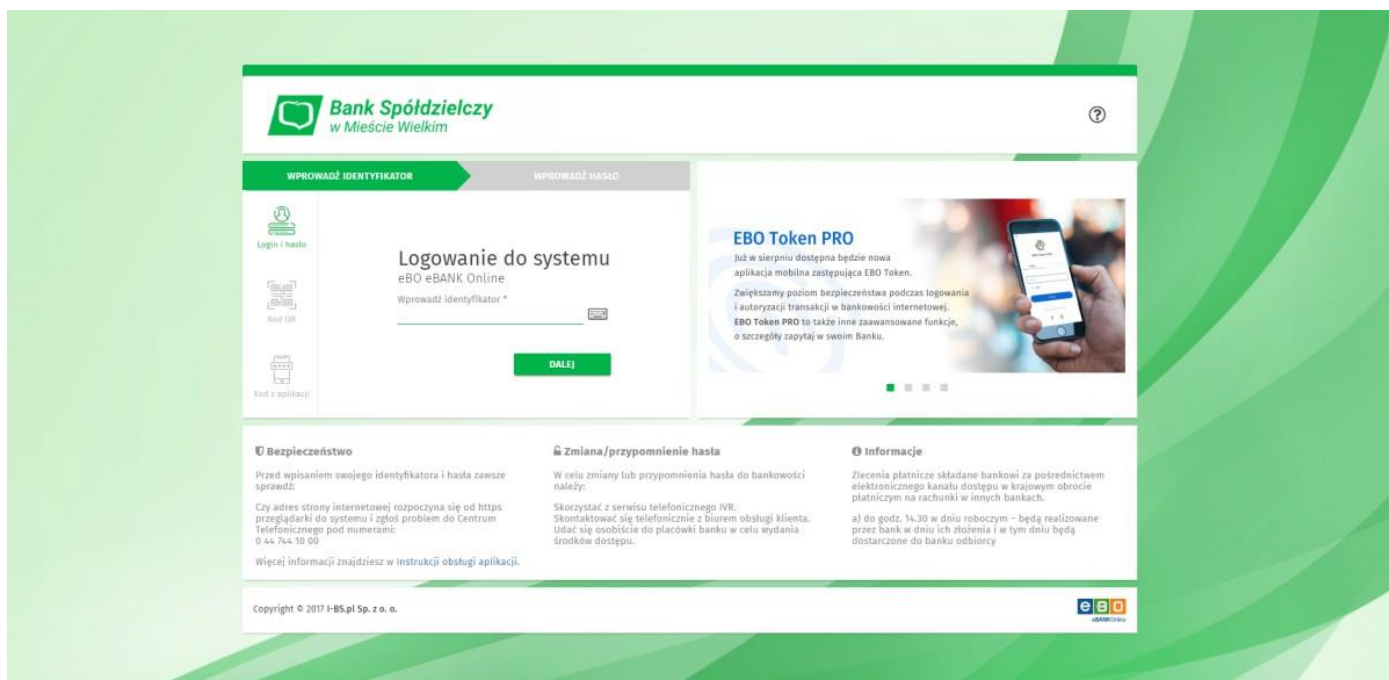 Bank Spółdzielczy
w Mieście Wielkim
WPROWADŹ IDENTYFIKATOR
WPROWADŹ HASŁO
Login i hasło
Kod QR
Kod z aplikacji
Logowanie do systemu
eBO eBANK Online
Wprowadź identyfikator *
DALEJ
EBO Token PRO
Już w sierpniu dostępna będzie nowa
aplikacja mobilna zastępująca EBO Token.
Zwiększamy poziom bezpieczeństwa podczas logowania
i autoryzacji transakcji w bankowości internetowej.
EBO Token PRO to także inne zaawansowane funkcje,
o szczegóły zapytaj w swoim Banku.
Bezpieczeństwo
Przed wpisaniem swojego identyfikatora i hasła zawsze
sprawdź:
Czy adres strony internetowej rozpoczyna się od https
przeglądarki do systemu i zgłoś problem do Centrum
Telefonicznego pod numerami:
0 44 744 10 00
Więcej informacji znajdziesz w Instrukcji obsługi aplikacji.
Zmiana/przypomnienie hasła
W celu zmiany lub przypomnienia hasła do bankowości
należy:
Skorzystać z serwisu telefonicznego IVR.
Skontaktować się telefonicznie z biurem obsługi klienta.
Udać się osobiście do placówki banku w celu wydania
środków dostępu.
Informacje
Zlecenia płatnicze składane bankowi za pośrednictwem
elektronicznego kanału dostępu w krajowym obrocie
płatniczym na rachunki w innych bankach.
a) do godz. 14.30 w dniu roboczym – będą realizowane
przez bank w dniu ich złożenia i w tym dniu będą
dostarczone do banku odbiorcy
Copyright © 2017 I-BS.pl Sp. z o. o.
eBO
eBANKOnline